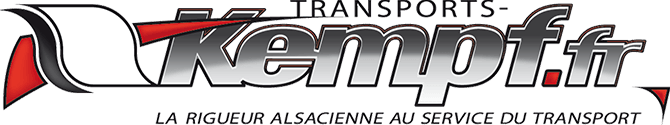 TRANSPORTS-
Kempf.fr
LA RIGUEUR ALSACIENNE AU SERVICE DU TRANSPORT